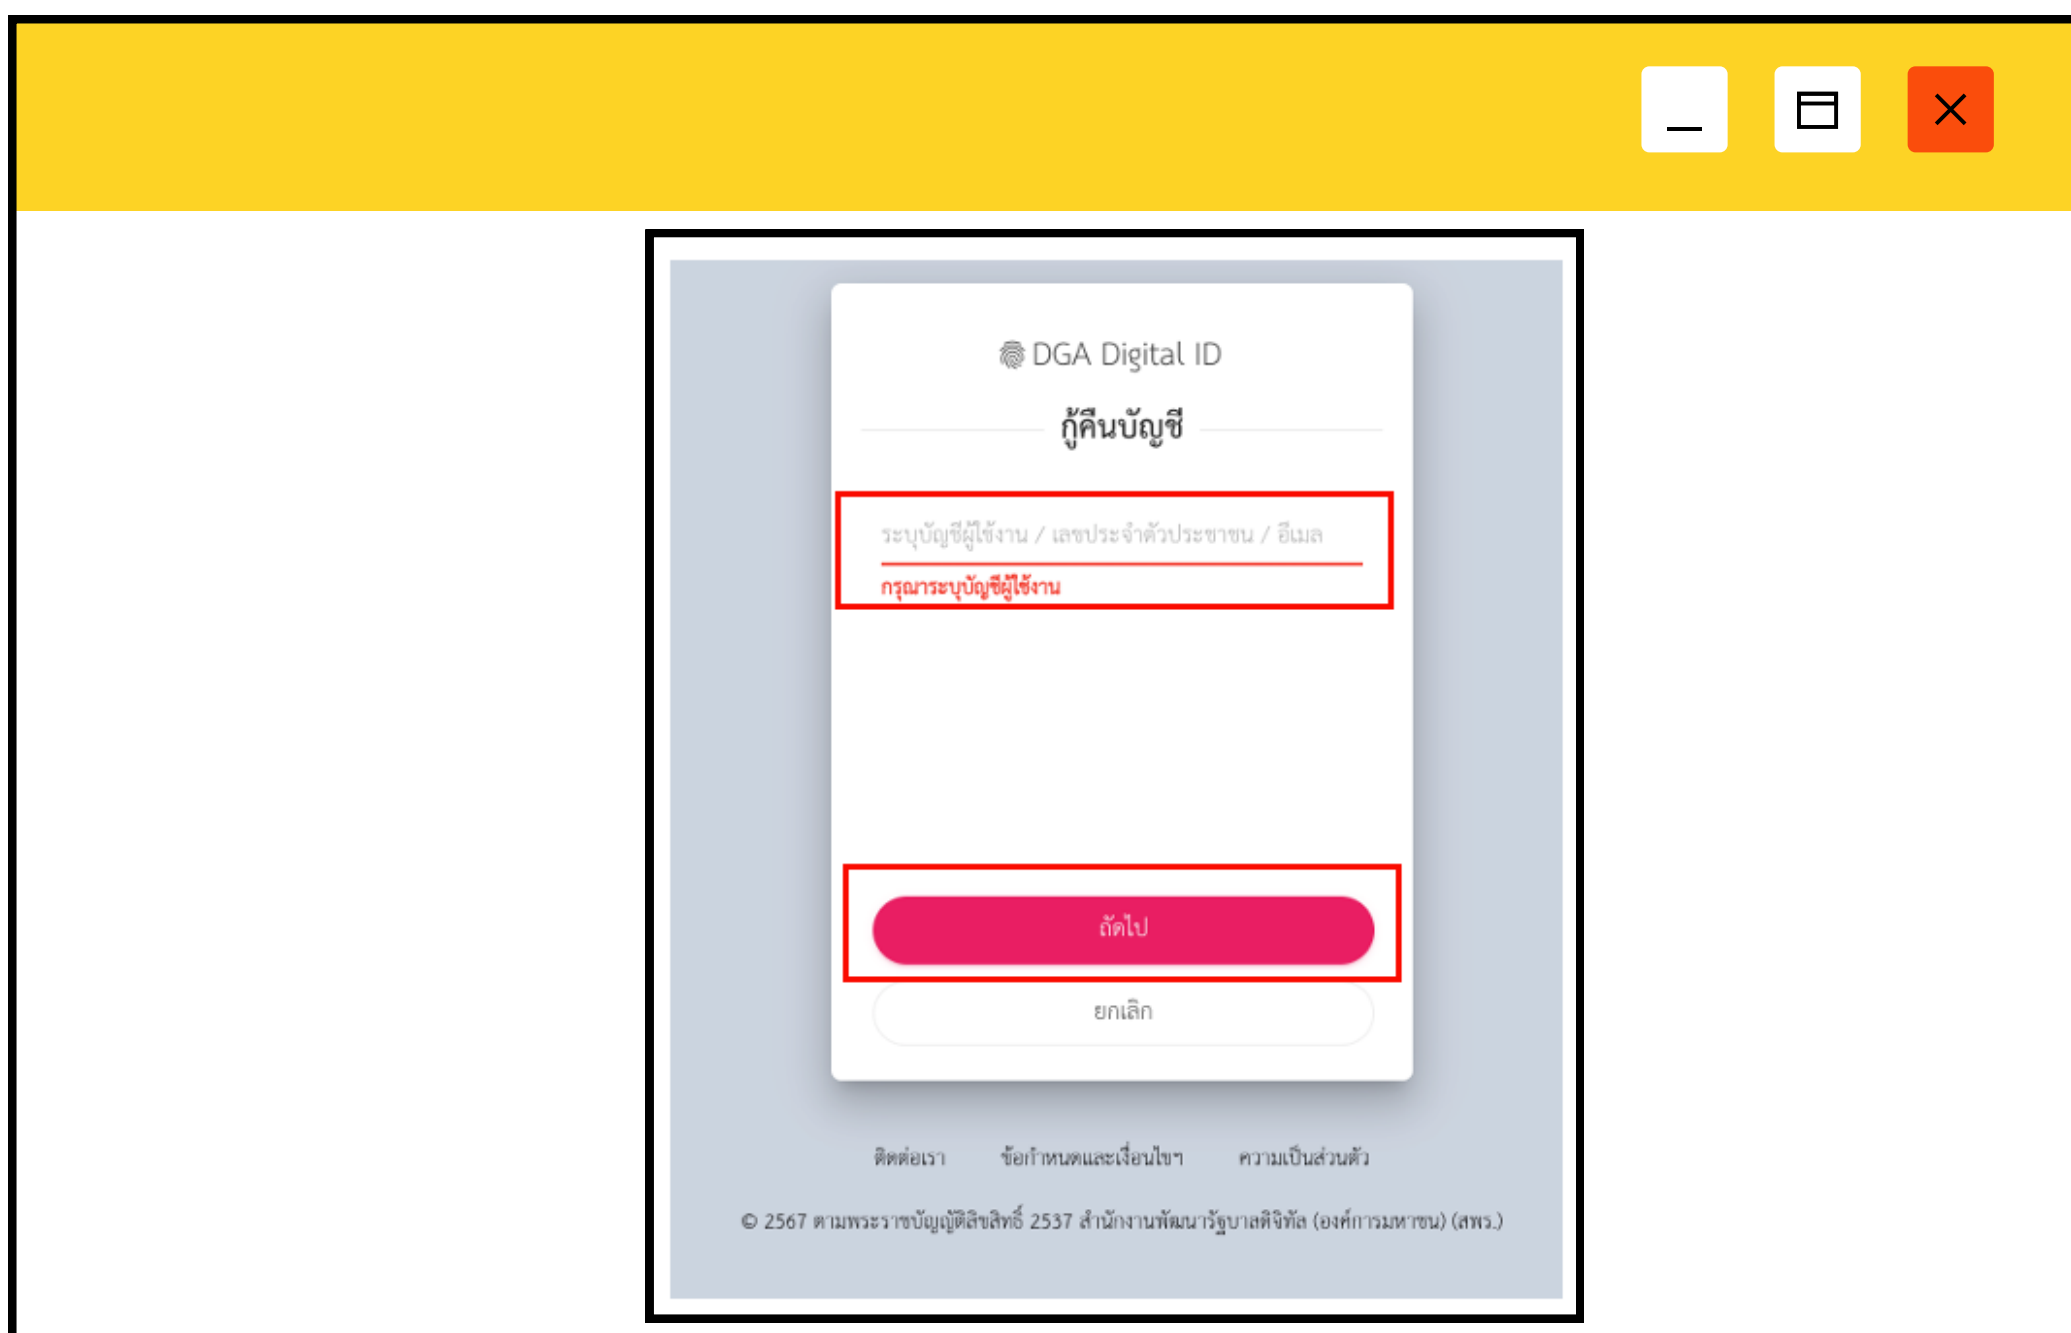 DGA Digital ID
กู้คืนบัญชี
ระบุบัญชีผู้ใช้งาน / เลขประจำตัวประชาชน / อีเมล
กรุณาระบุบัญชีผู้ใช้งาน
ถัดไป
ยกเลิก
ติดต่อเรา ข้อกำหนดและเงื่อนไขฯ ความเป็นส่วนตัว
© 2567 ตามพระราชบัญญัติลิขสิทธิ์ 2537 สำนักงานพัฒนารัฐบาลดิจิทัล (องค์การมหาชน) (สพร.)